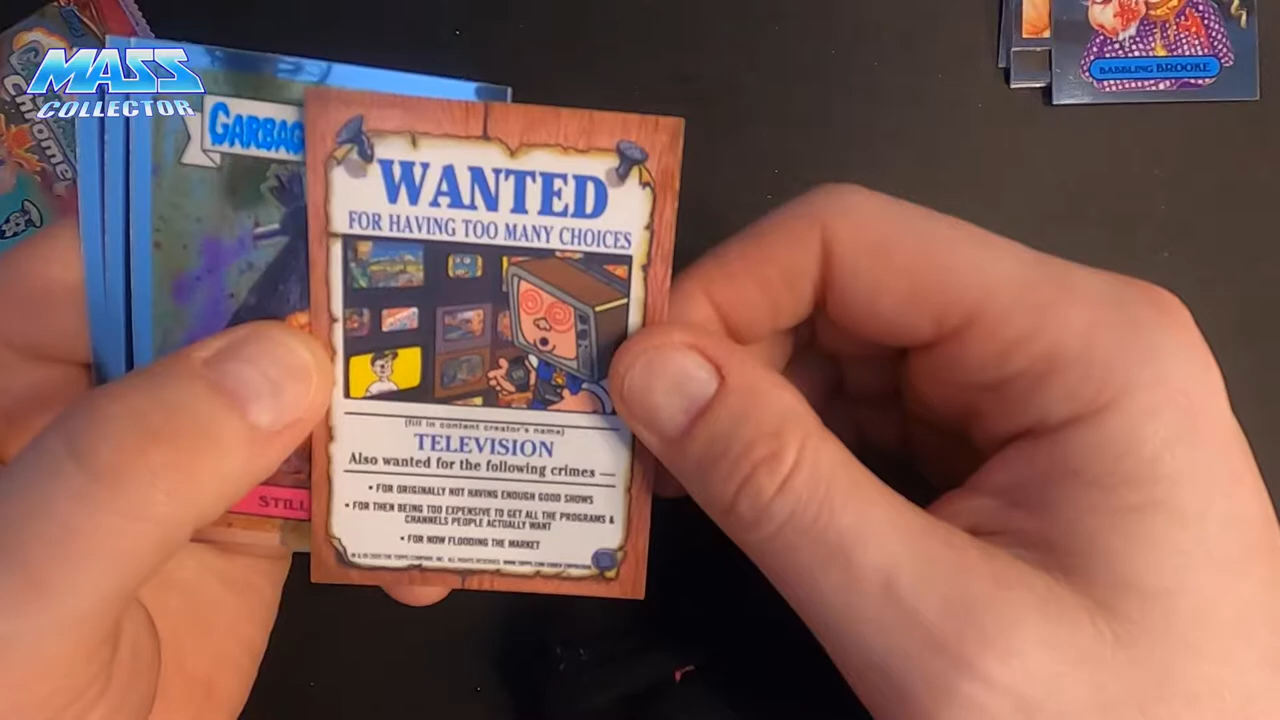 MASS
COLLECTOR
Chrome
GARBAG
BABBLING BROOKE
WANTED
FOR HAVING TOO MANY CHOICES
(fill in content creator's name)
TELEVISION
Also wanted for the following crimes —
• FOR ORIGINALLY NOT HAVING ENOUGH GOOD SHOWS
• FOR THEN BEING TOO EXPENSIVE TO GET ALL THE PROGRAMS &
CHANNELS PEOPLE ACTUALLY WANT
• FOR NOW FLOODING THE MARKET
STILL